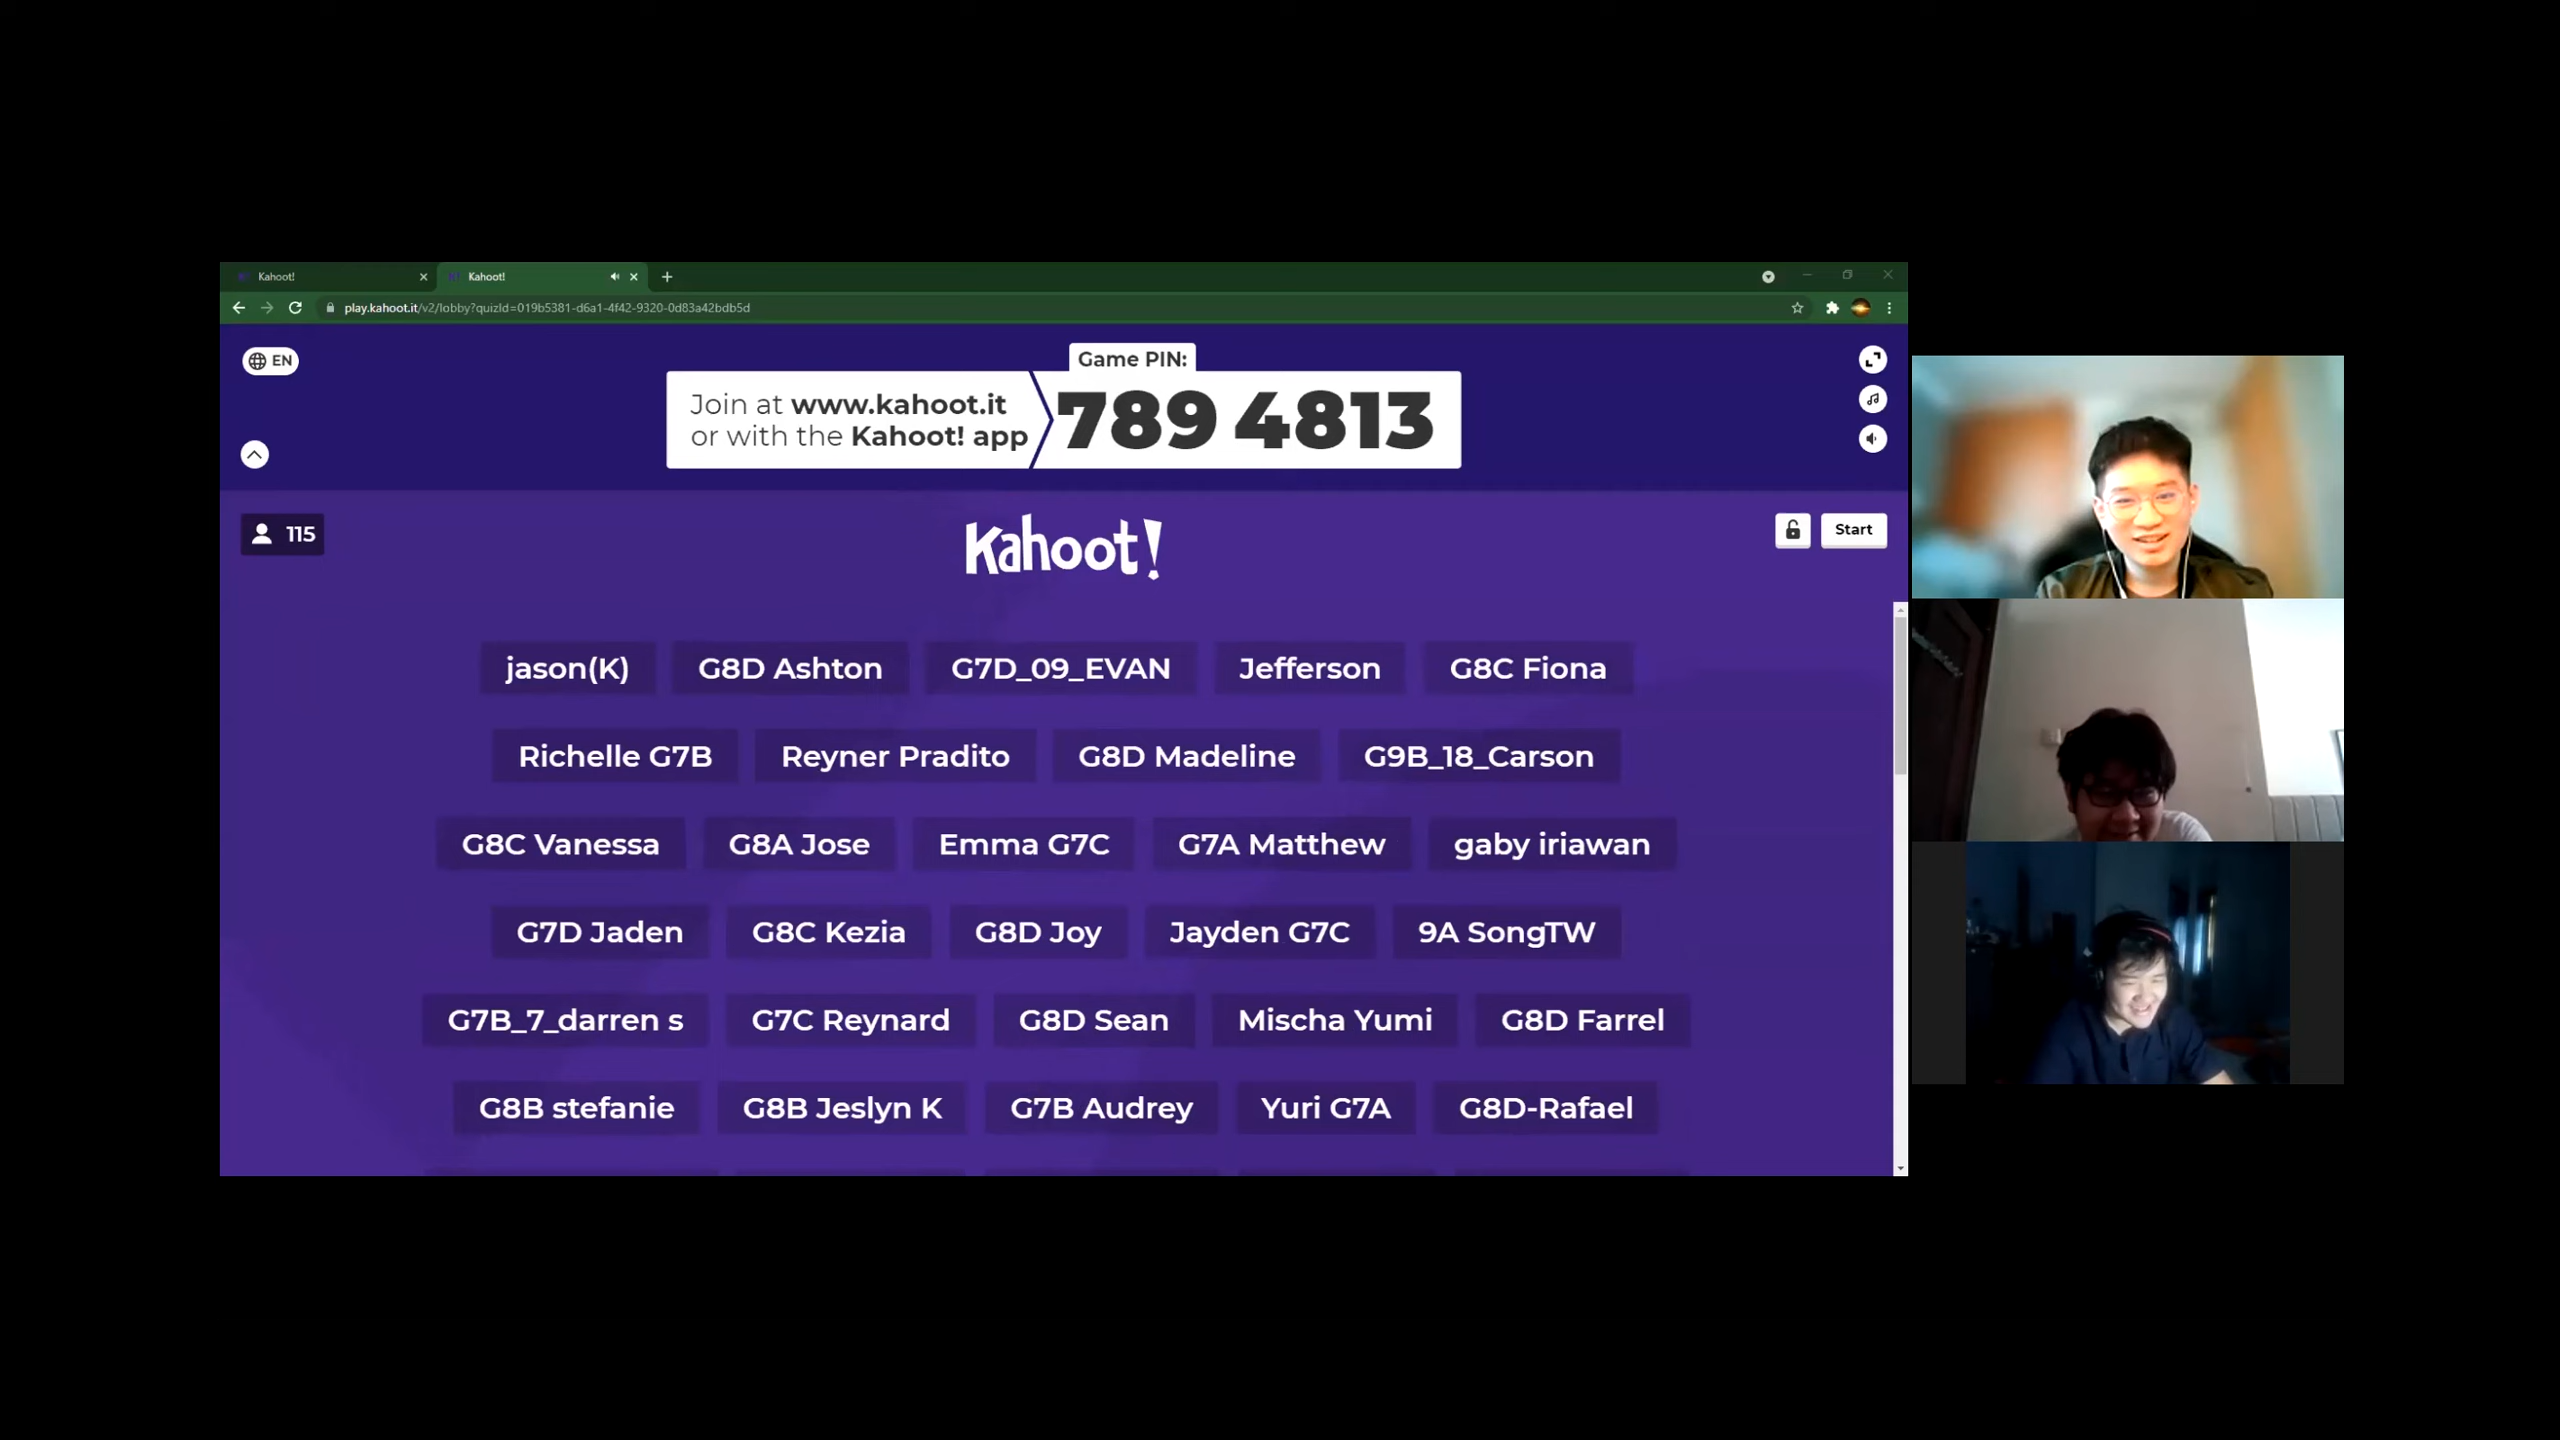 Kahoot!
Kahoot!
play.kahoot.it/v2/lobby?quizId=019b5381-d6a1-4f42-9320-0d83a42bdb5d
EN
Game PIN:
Join at www.kahoot.it
or with the Kahoot! app
789 4813
115
Kahoot!
Start
jason(K) G8D Ashton G7D_09_EVAN Jefferson G8C Fiona
Richelle G7B Reyner Pradito G8D Madeline G9B_18_Carson
G8C Vanessa G8A Jose Emma G7C G7A Matthew gaby iriawan
G7D Jaden G8C Kezia G8D Joy Jayden G7C 9A SongTW
G7B_7_darren s G7C Reynard G8D Sean Mischa Yumi G8D Farrel
G8B stefanie G8B Jeslyn K G7B Audrey Yuri G7A G8D-Rafael